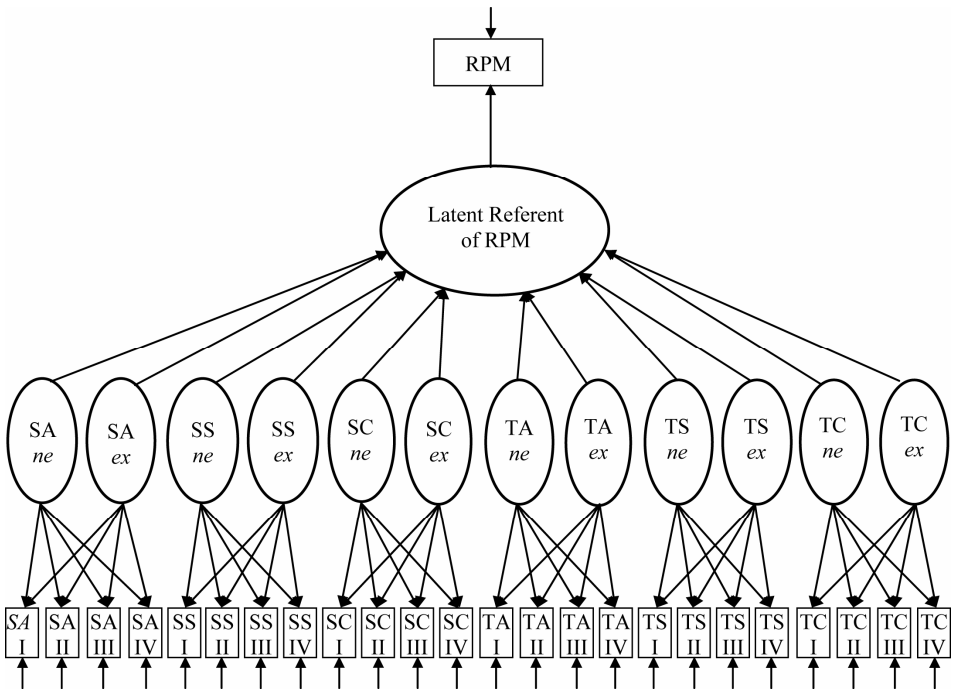 RPM
Latent Referent
of RPM
SA SA SS SS SC SC TA TA TS TS TC TC
ne ex ne ex ne ex ne ex ne ex ne ex
SA SA SA SA SS SS SS SS SC SC SC SC TA TA TA TA TS TS TS TS TC TC TC TC
I II III IV I II III IV I II III IV I II III IV I II III IV I II III IV